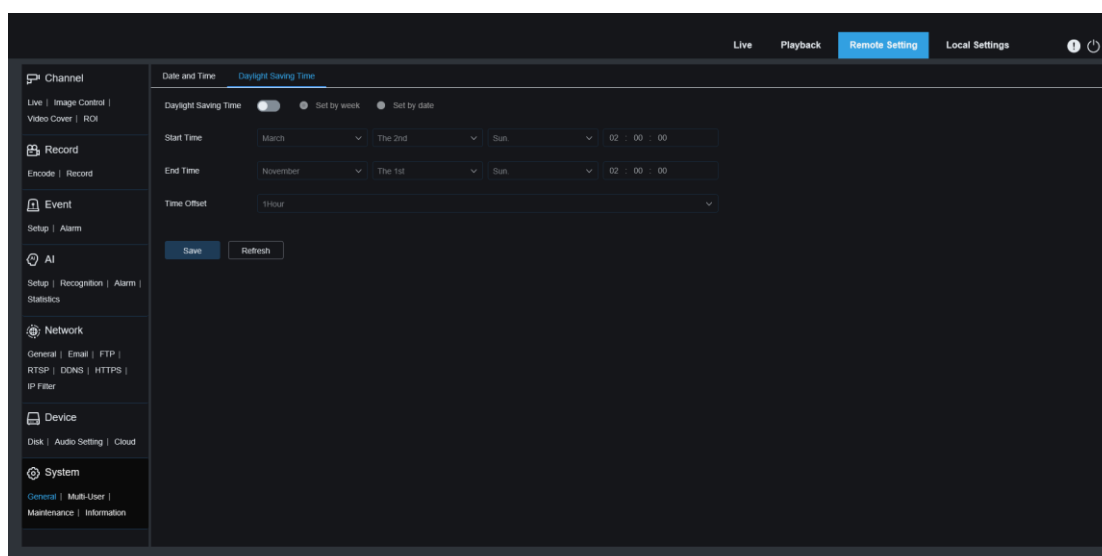 Live Playback Remote Setting Local Settings
Channel
Live | Image Control |
Video Cover | ROI
Record
Encode | Record
Event
Setup | Alarm
AI
Setup | Recognition | Alarm |
Statistics
Network
General | Email | FTP |
RTSP | DDNS | HTTPS |
IP Filter
Device
Disk | Audio Setting | Cloud
System
General | Multi-User |
Maintenance | Information
Date and Time Daylight Saving Time
Daylight Saving Time Set by week Set by date
Start Time March The 2nd Sun. 02 : 00 : 00
End Time November The 1st Sun. 02 : 00 : 00
Time Offset 1Hour
Save Refresh